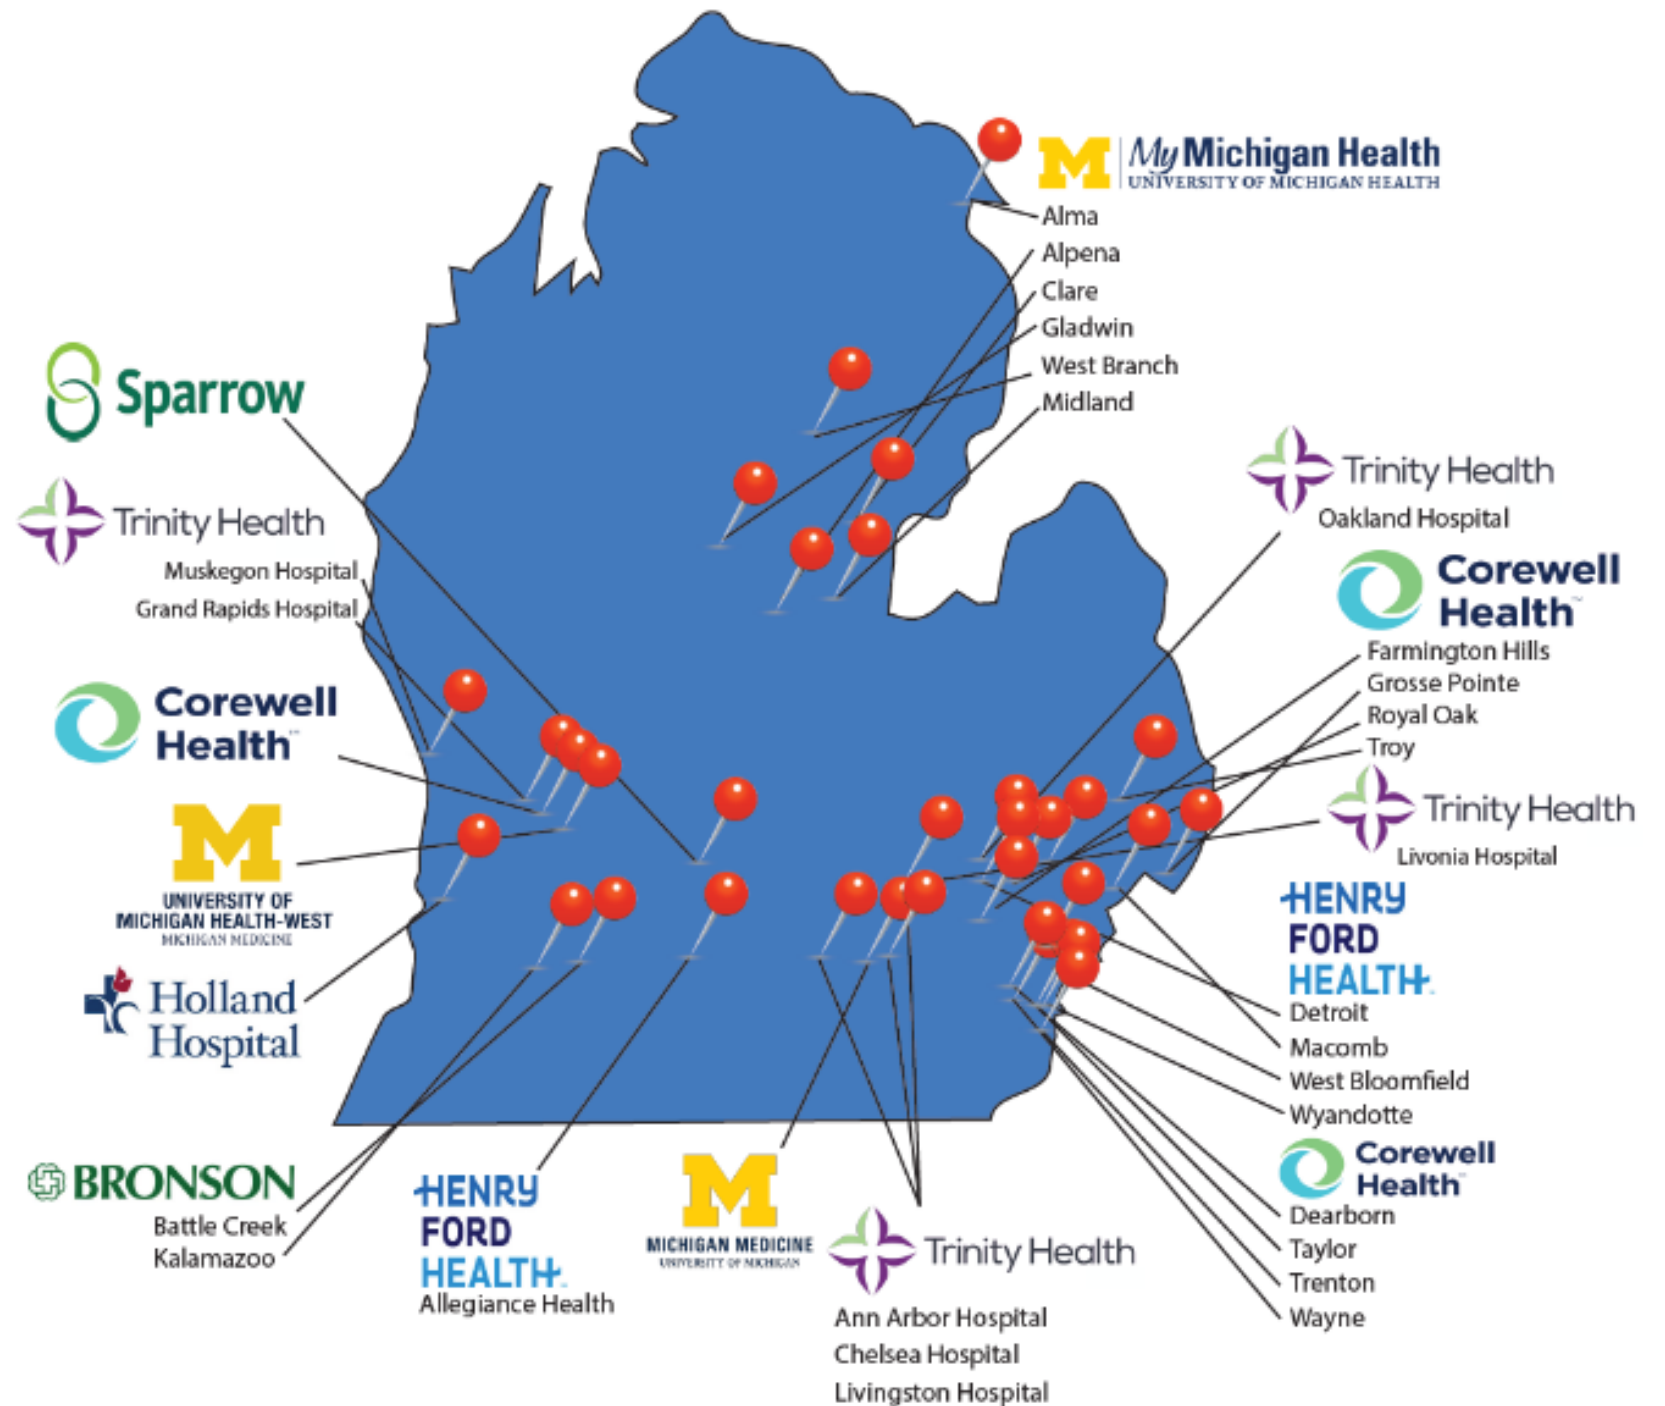 My Michigan Health
UNIVERSITY OF MICHIGAN HEALTH
Alma
Alpena
Clare
Gladwin
West Branch
Midland
Sparrow
Trinity Health
Muskegon Hospital
Grand Rapids Hospital
Corewell
Health
M
UNIVERSITY OF
MICHIGAN HEALTH-WEST
MICHIGAN MEDICINE
Holland
Hospital
BRONSON
Battle Creek
Kalamazoo
HENRY
FORD
HEALTH
Allegiance Health
M
MICHIGAN MEDICINE
UNIVERSITY OF MICHIGAN
Trinity Health
Ann Arbor Hospital
Chelsea Hospital
Livingston Hospital
Trinity Health
Oakland Hospital
Corewell
Health
Farmington Hills
Grosse Pointe
Royal Oak
Troy
Trinity Health
Livonia Hospital
HENRY
FORD
HEALTH
Detroit
Macomb
West Bloomfield
Wyandotte
Corewell
Health
Dearborn
Taylor
Trenton
Wayne
M